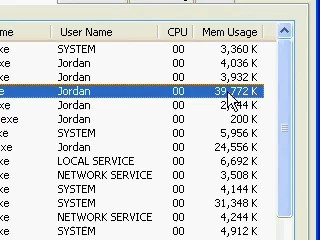 me User Name CPU Mem Usage
xe SYSTEM 00 3,360 K
xe Jordan 00 4,036 K
xe Jordan 00 3,932 K
e Jordan 00 39,772 K
xe Jordan 00 K
.exe Jordan 00 200 K
xe SYSTEM 00 5,956 K
xe Jordan 00 24,556 K
xe LOCAL SERVICE 00 6,692 K
xe NETWORK SERVICE 00 3,508 K
xe SYSTEM 00 4,144 K
xe SYSTEM 00 31,348 K
xe NETWORK SERVICE 00 4,244 K
xe SYSTEM 00 4,912 K